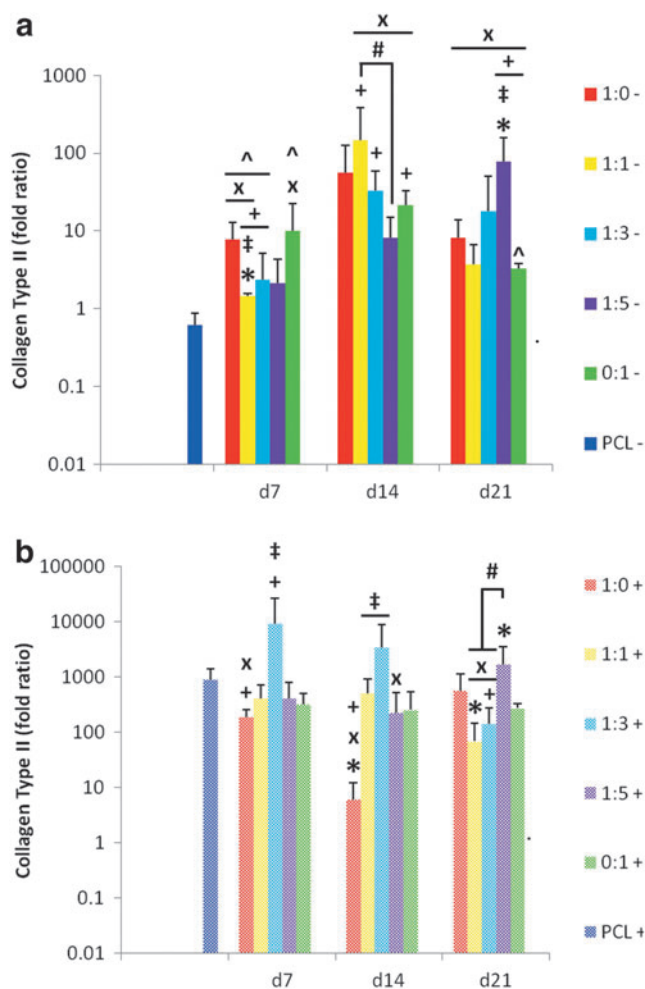 a
x
#
+
+
+
x
+
‡
*
^
^
x
x
+
‡
*
^
1000
100
10
1
0.1
0.01
Collagen Type II (fold ratio)
d7 d14 d21
1:0 -
1:1 -
1:3 -
1:5 -
0:1 -
PCL -
b
‡
+
x
+
‡
x
+
x
*
#
*
x
*
+
100000
10000
1000
100
10
1
0.1
0.01
Collagen Type II (fold ratio)
d7 d14 d21
1:0 +
1:1 +
1:3 +
1:5 +
0:1 +
PCL +